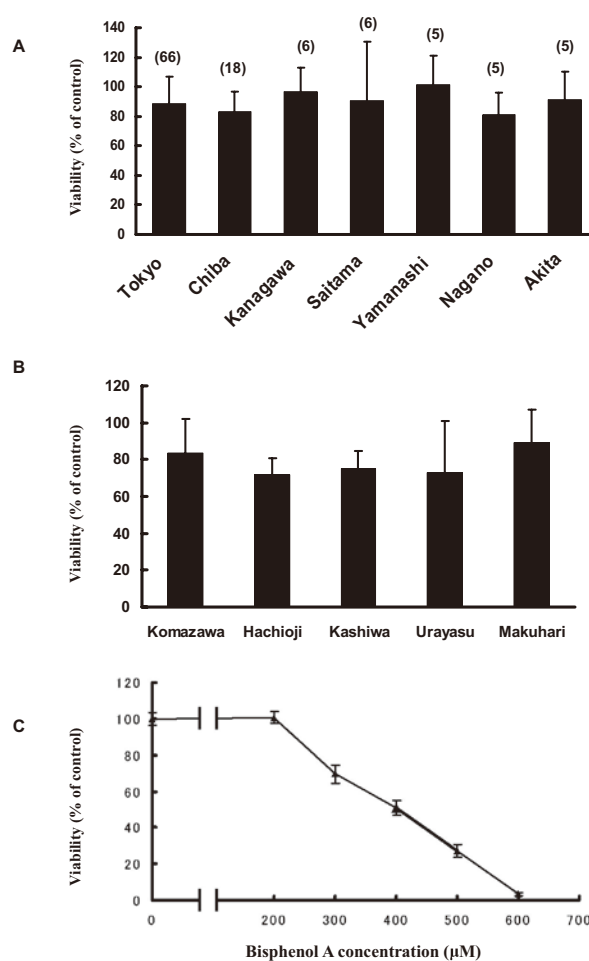 A
Viability (% of control)
140
120
100
80
60
40
20
0
(66)
(18)
(6)
(6)
(5)
(5)
(5)
Tokyo
Chiba
Kanagawa
Saitama
Yamanashi
Nagano
Akita
B
Viability (% of control)
120
100
80
60
40
20
0
Komazawa Hachioji Kashiwa Urayasu Makuhari
C
Viability (% of control)
120
100
80
60
40
20
0
0 200 300 400 500 600 700
Bisphenol A concentration (µM)